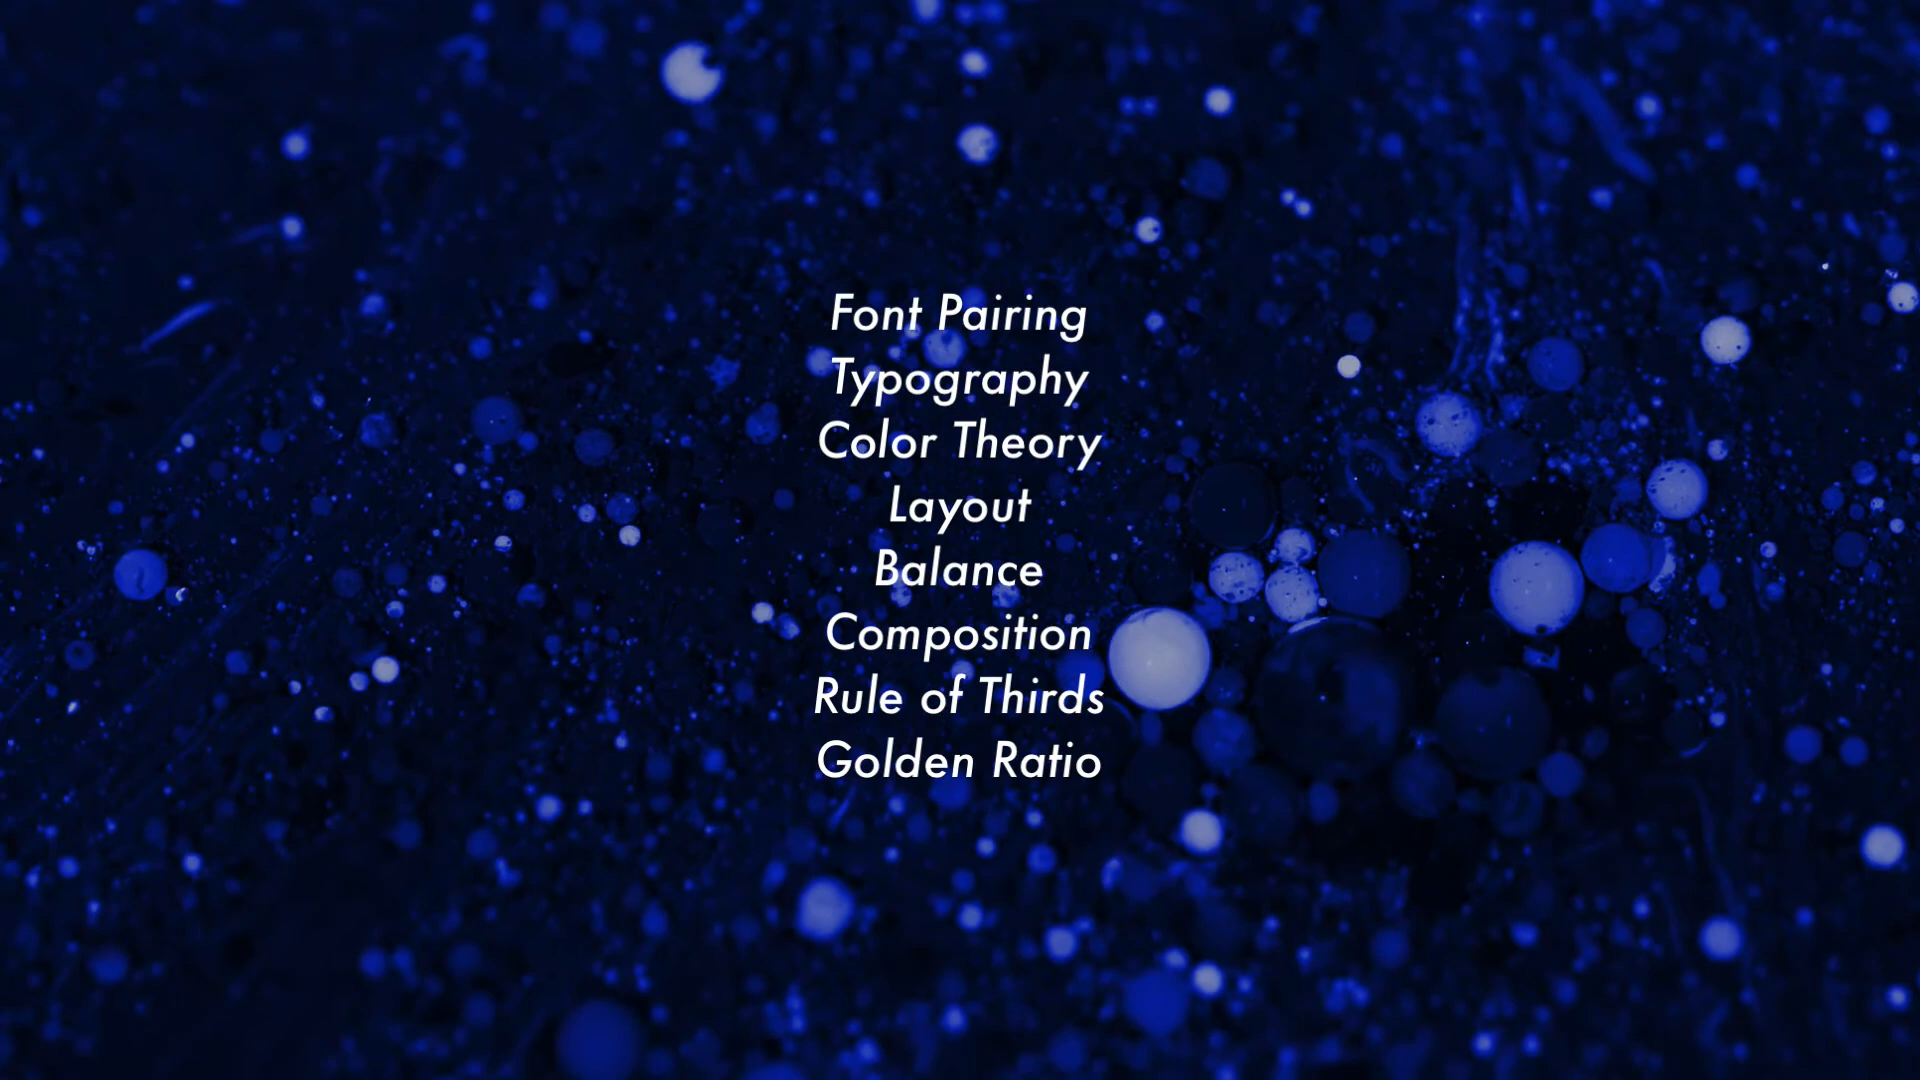 Font Pairing
Typography
Color Theory
Layout
Balance
Composition
Rule of Thirds
Golden Ratio